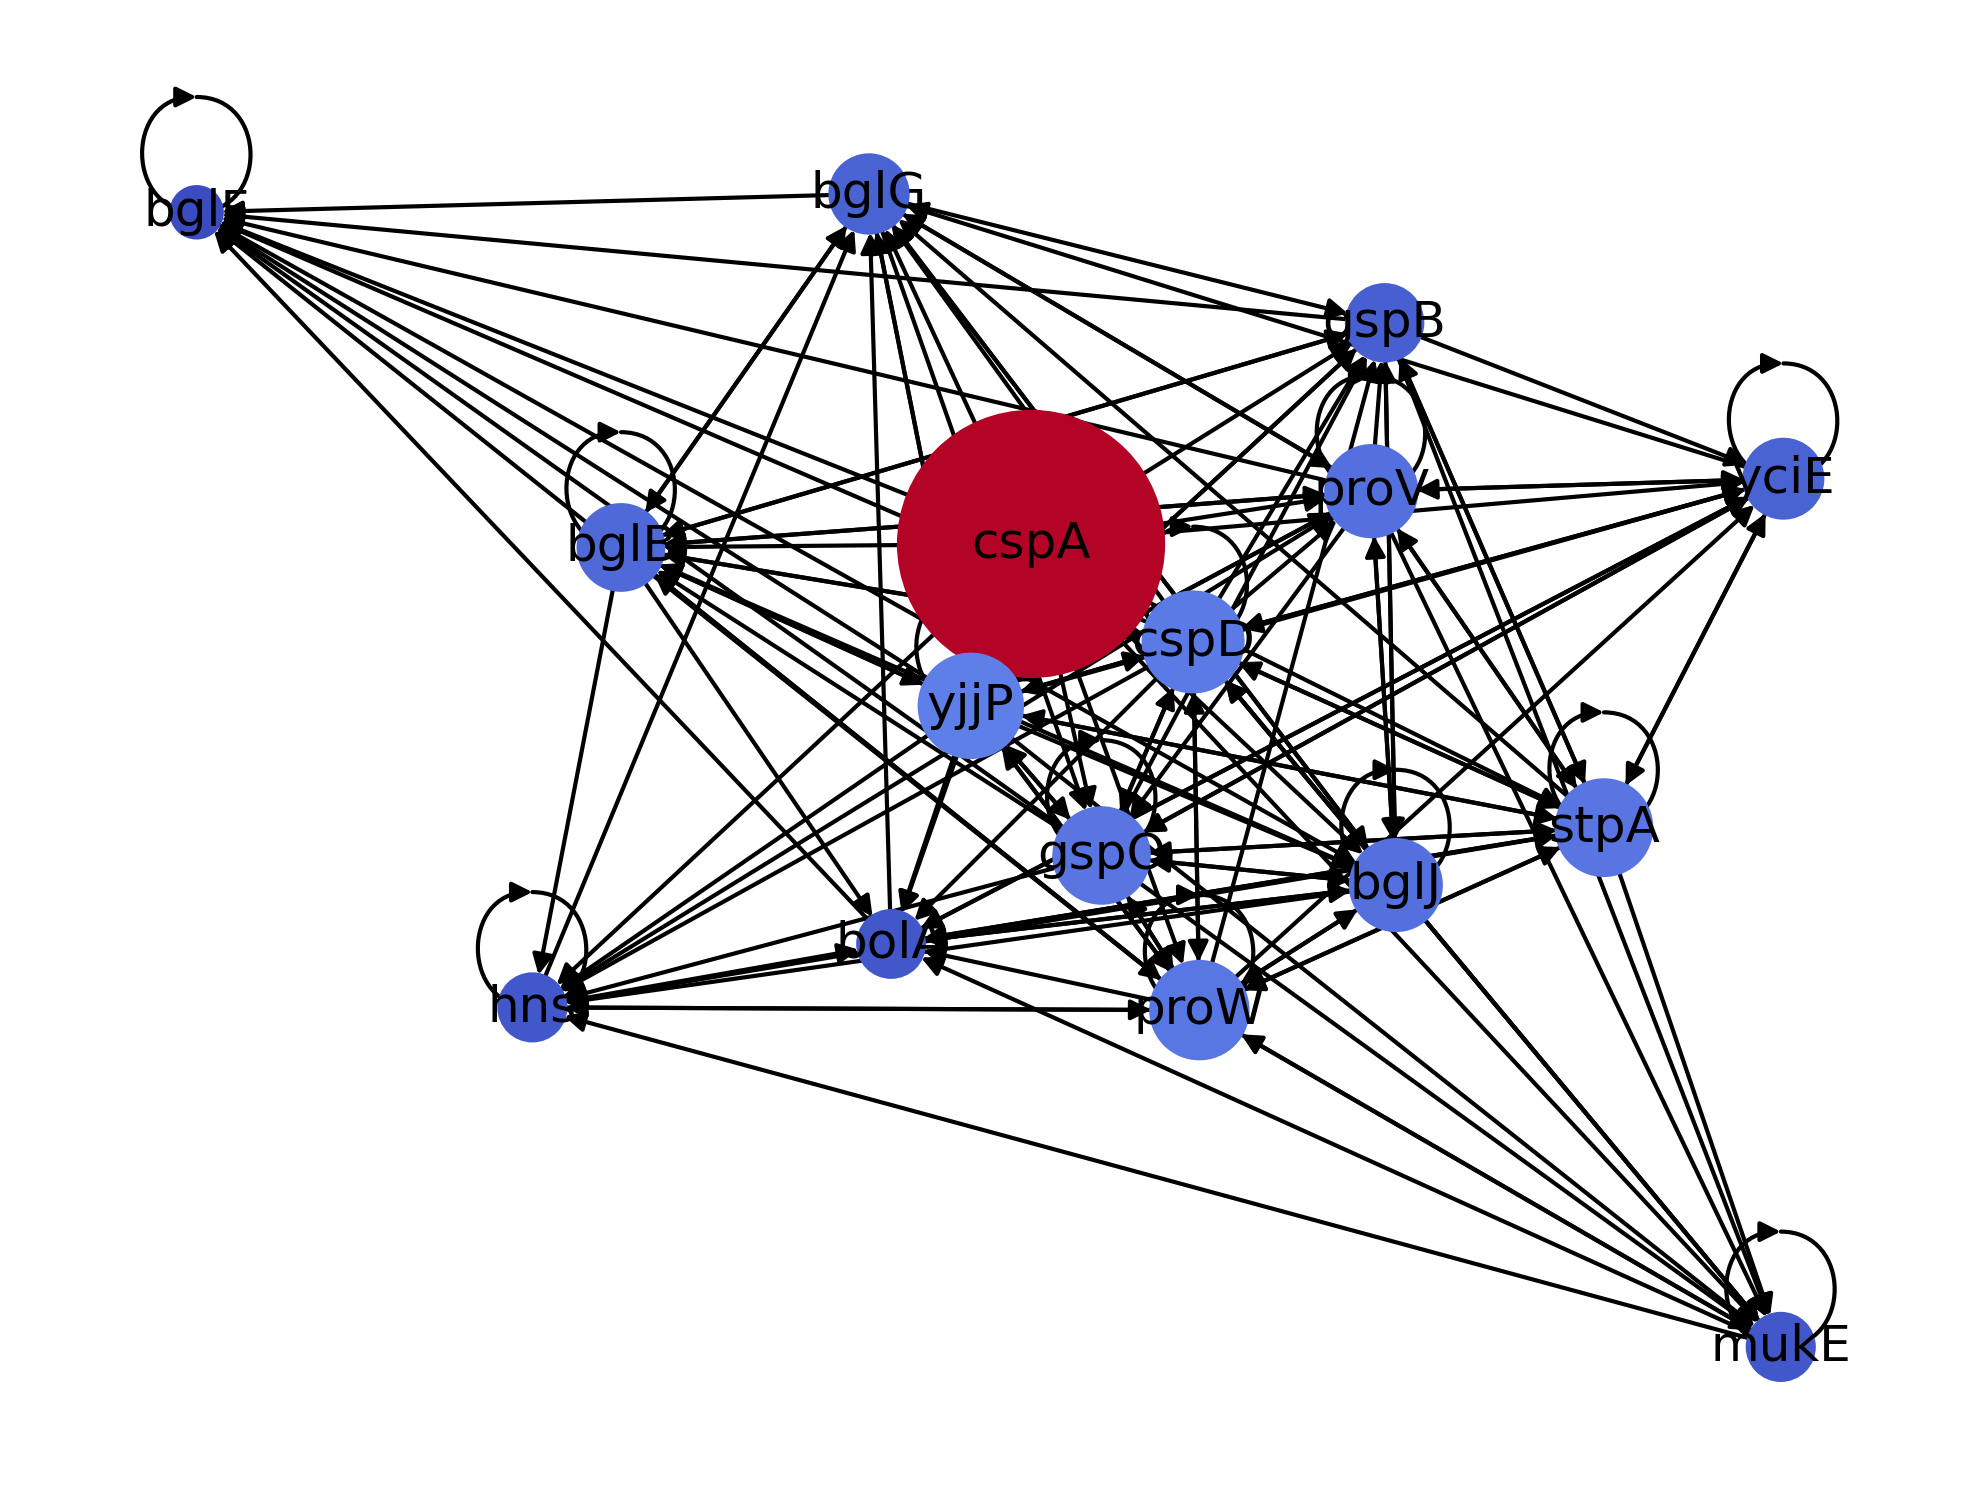 bglF
bglG
gspB
yciE
proV
cspA
bglB
cspD
yjjP
stpA
gspC
bglJ
bolA
hns
proW
mukE